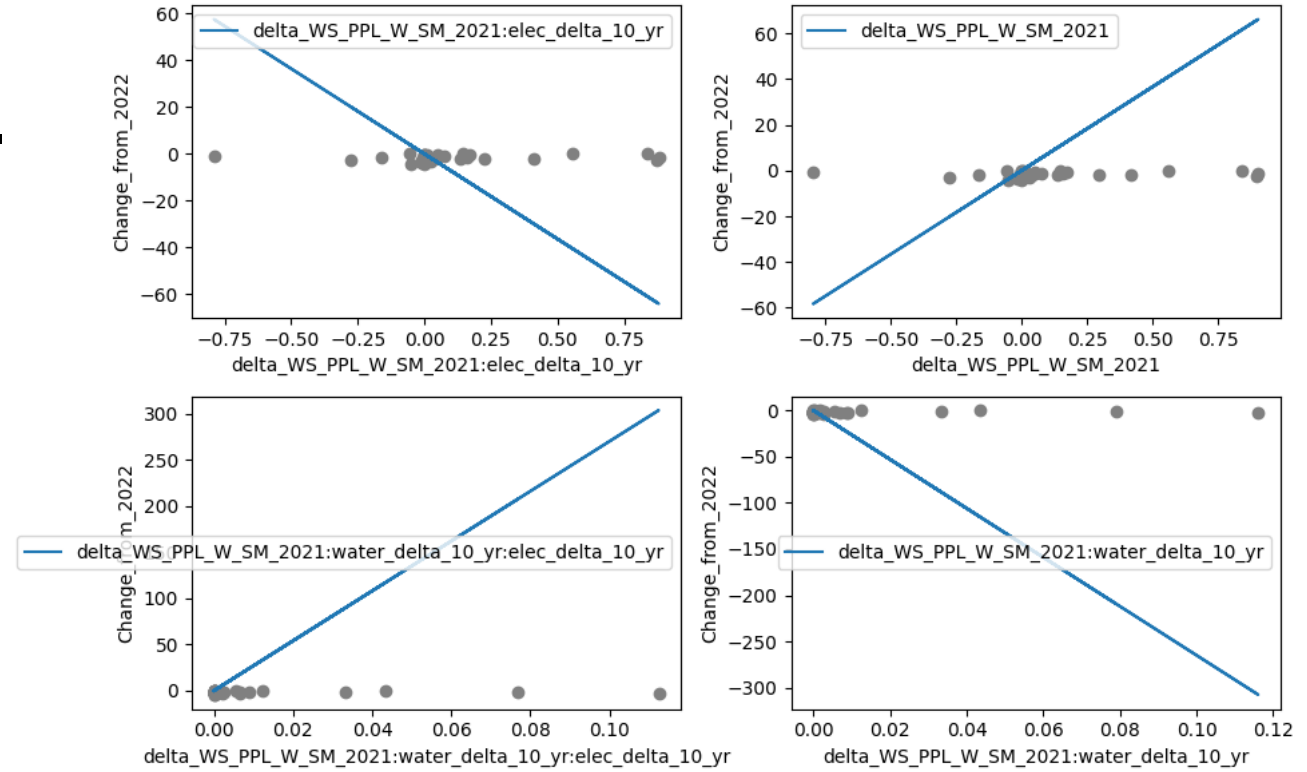 delta_WS_PPL_W_SM_2021:elec_delta_10_yr
60
40
20
0
−20
−40
−60
Change_from_2022
−0.75 −0.50 −0.25 0.00 0.25 0.50 0.75
delta_WS_PPL_W_SM_2021:elec_delta_10_yr
delta_WS_PPL_W_SM_2021
60
40
20
0
−20
−40
−60
Change_from_2022
−0.75 −0.50 −0.25 0.00 0.25 0.50 0.75
delta_WS_PPL_W_SM_2021
300
250
200
delta_WS_PPL_W_SM_2021:water_delta_10_yr:elec_delta_10_yr
100
50
0
Change_from_2022
0.00 0.02 0.04 0.06 0.08 0.10
delta_WS_PPL_W_SM_2021:water_delta_10_yr:elec_delta_10_yr
0
−50
−100
−150
delta_WS_PPL_W_SM_2021:water_delta_10_yr
−200
−250
−300
Change_from_2022
0.00 0.02 0.04 0.06 0.08 0.10 0.12
delta_WS_PPL_W_SM_2021:water_delta_10_yr